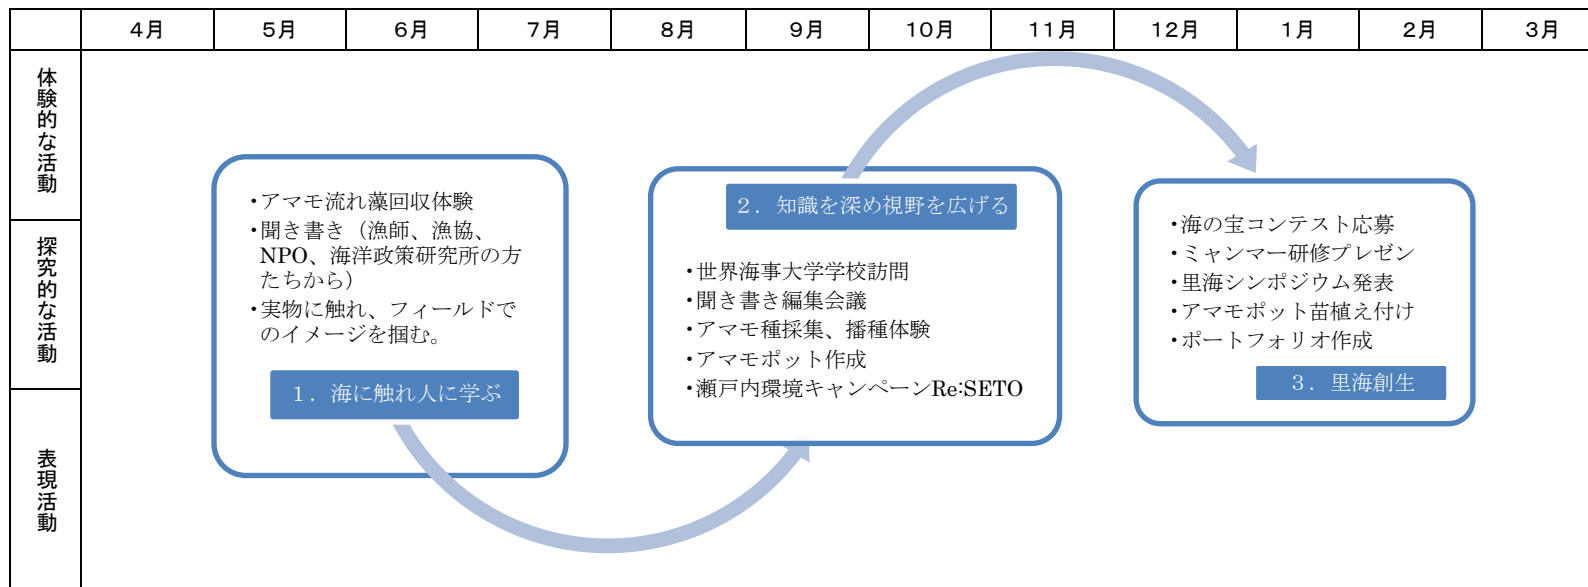 4月 5月 6月 7月 8月 9月 10月 11月 12月 1月 2月 3月
体験的な活動
探究的な活動
表現活動
・アマモ流れ藻回収体験
・聞き書き（漁師、漁協、
NPO、海洋政策研究所の方
たちから）
・実物に触れ、フィールドで
のイメージを掴む。
１．海に触れ人に学ぶ
２．知識を深め視野を広げる
・世界海事大学学校訪問
・聞き書き編集会議
・アマモ種採集、播種体験
・アマモポット作成
・瀬戸内環境キャンペーンRe:SETO
・海の宝コンテスト応募
・ミャンマー研修プレゼン
・里海シンポジウム発表
・アマモポット苗植え付け
・ポートフォリオ作成
３．里海創生